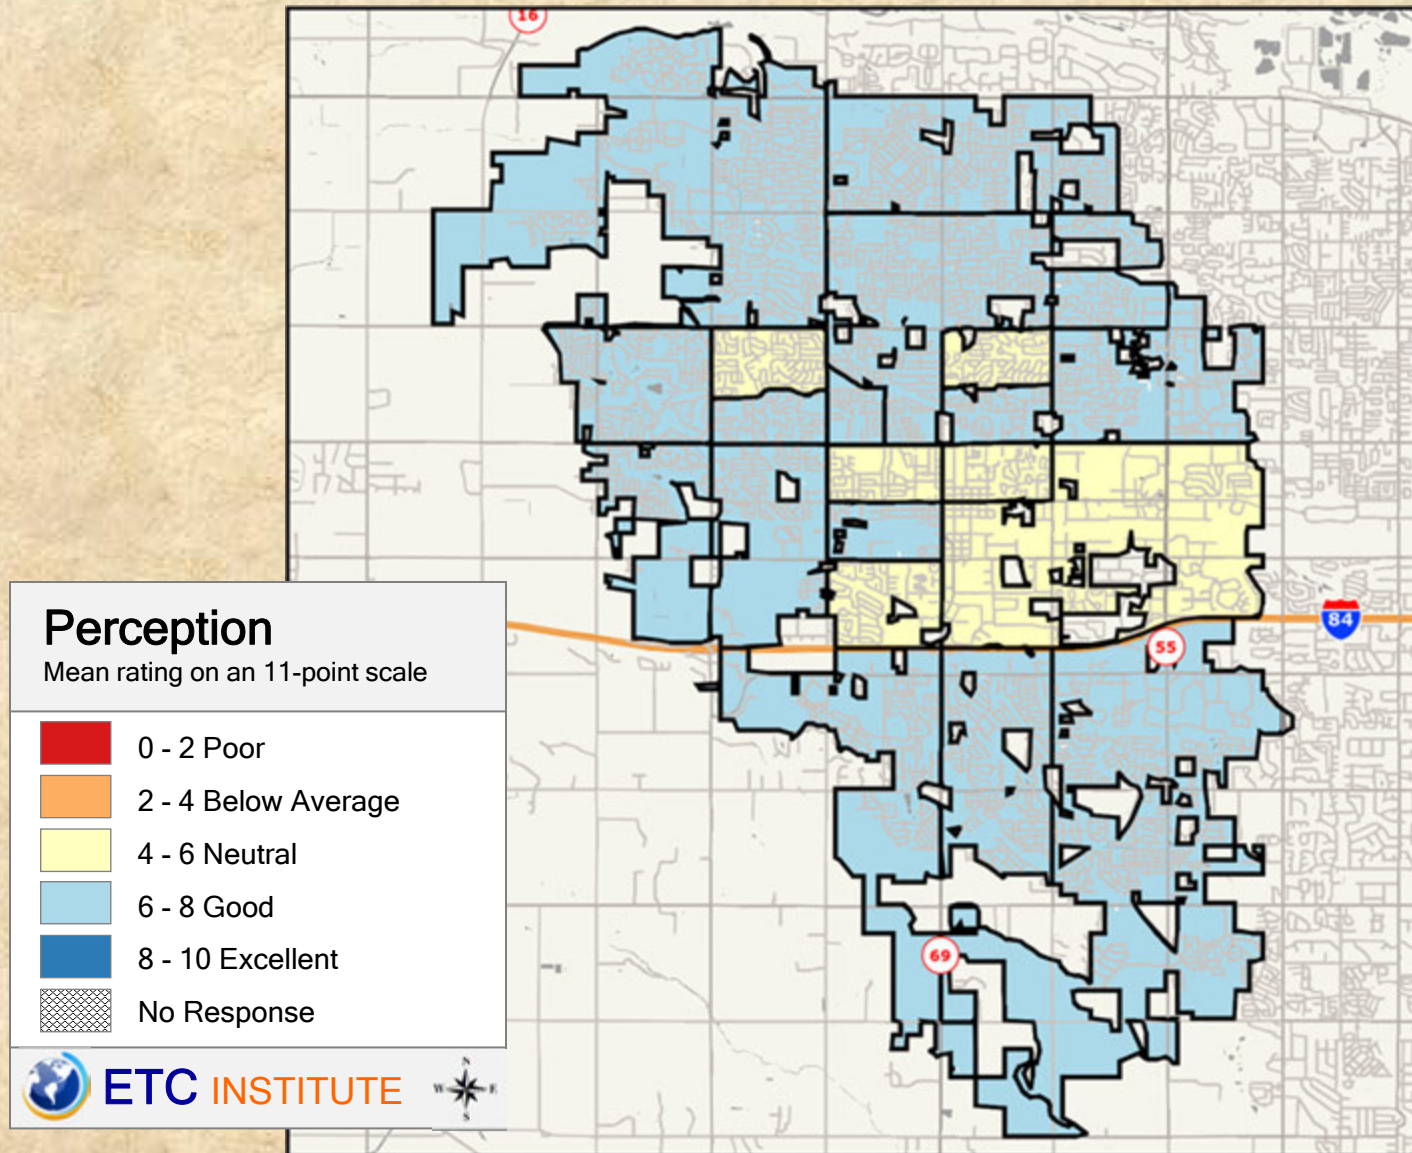 16
84
55
69
Perception
Mean rating on an 11-point scale
0 - 2 Poor
2 - 4 Below Average
4 - 6 Neutral
6 - 8 Good
8 - 10 Excellent
No Response
ETC INSTITUTE
N
W E
S